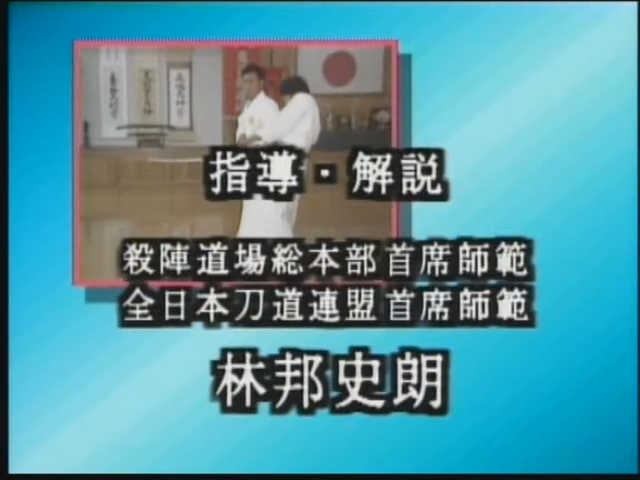 指導・解説
殺陣道場総本部首席師範
全日本刀道連盟首席師範
林邦史朗